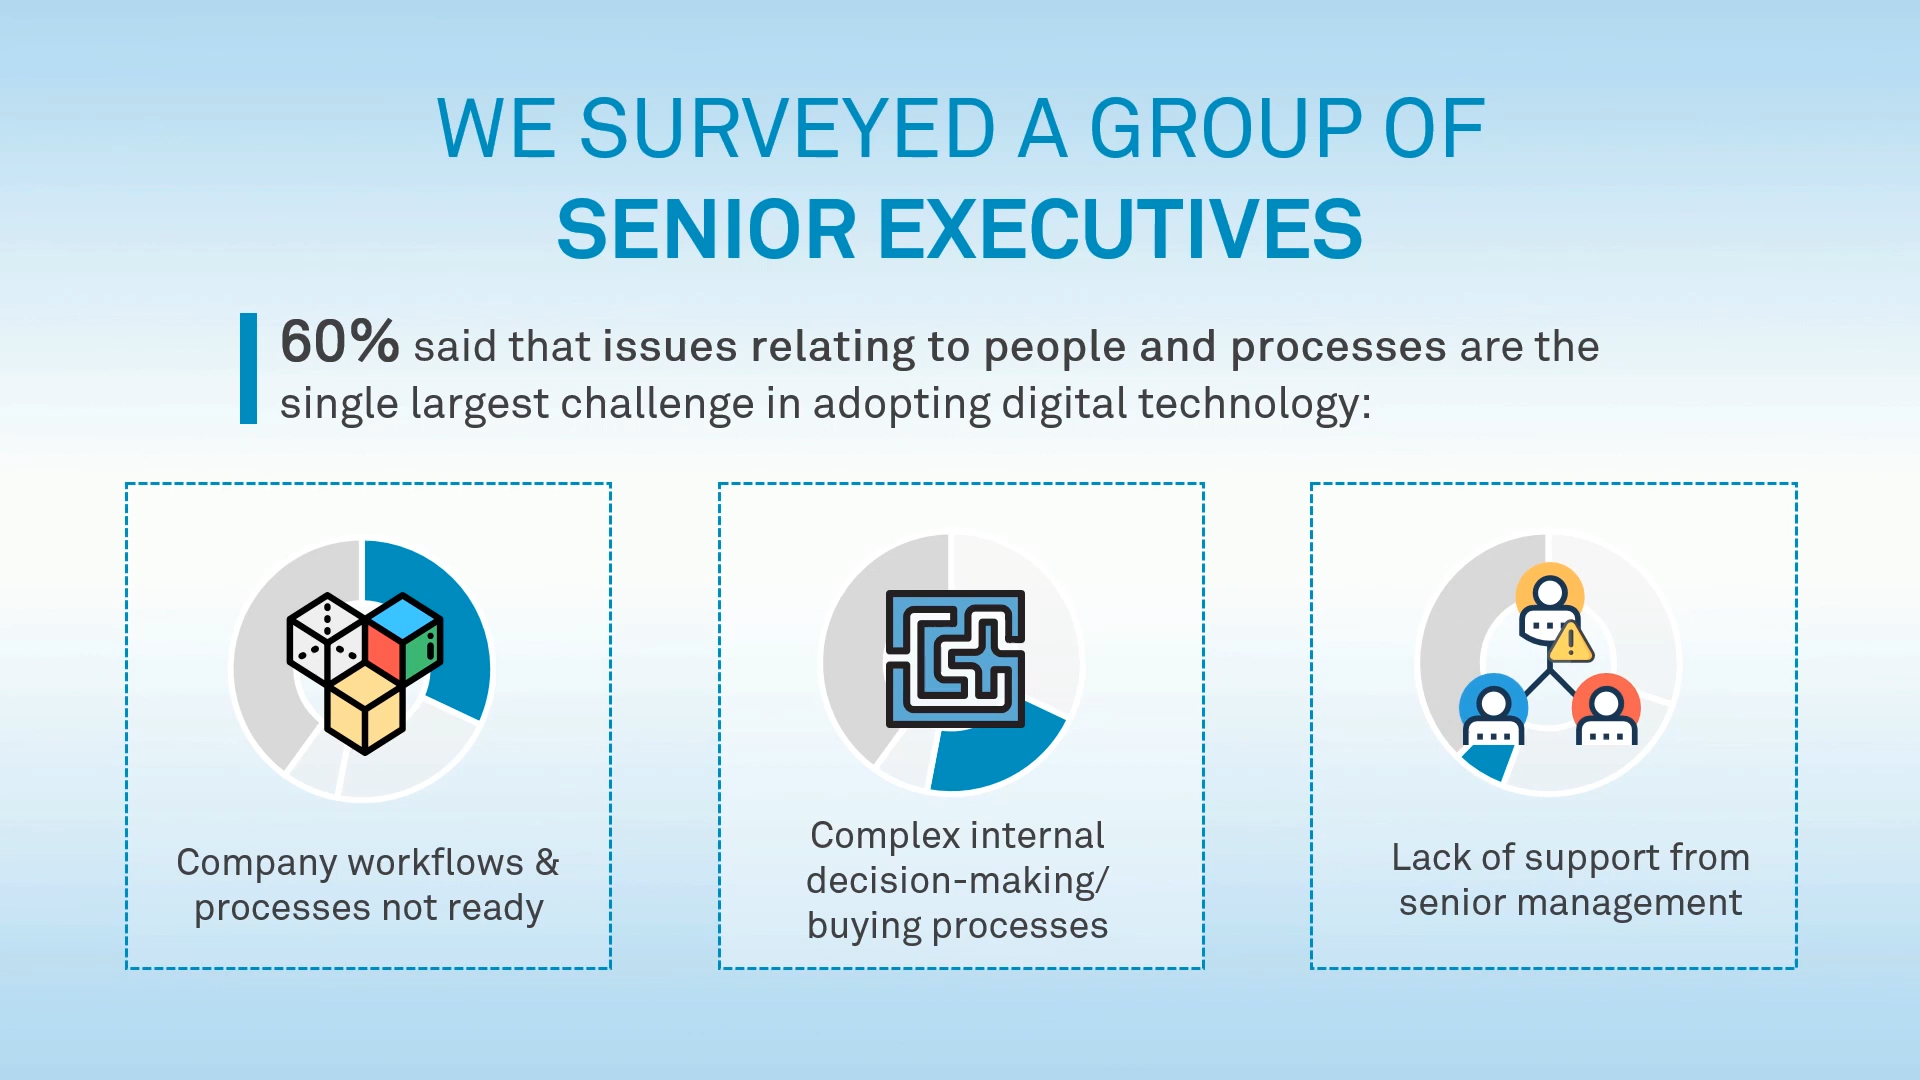 WE SURVEYED A GROUP OF
SENIOR EXECUTIVES
60% said that issues relating to people and processes are the
single largest challenge in adopting digital technology:
Company workflows &
processes not ready
Complex internal
decision-making/
buying processes
Lack of support from
senior management